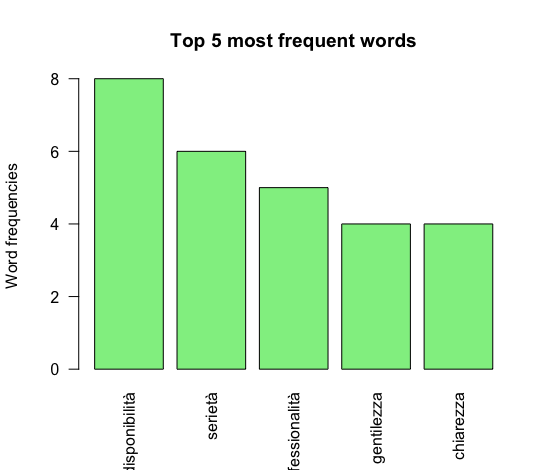 Top 5 most frequent words
Word frequencies
8
6
4
2
0
disponibilità
serietà
fessionalità
gentilezza
chiarezza